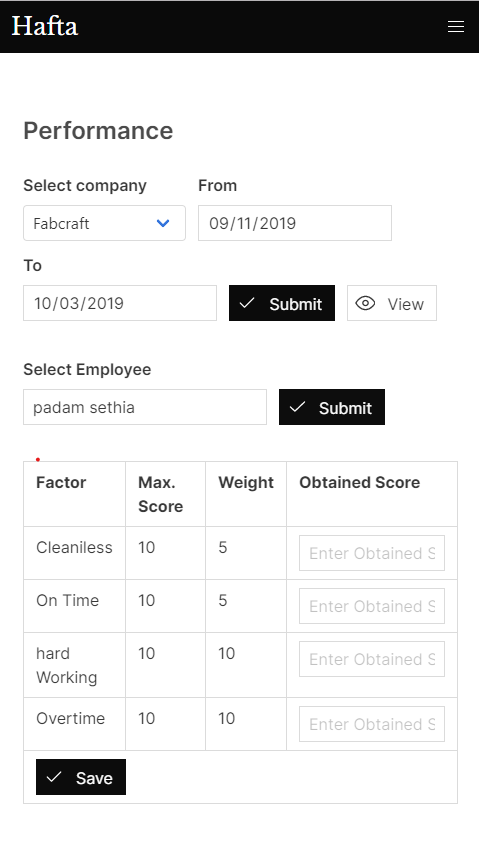 Hafta
Performance
Select company From
Fabcraft 09/11/2019
To
10/03/2019 Submit View
Select Employee
padam sethia Submit
Factor Max. Score Weight Obtained Score
Cleaniless 10 5 Enter Obtained S
On Time 10 5 Enter Obtained S
hard Working 10 10 Enter Obtained S
Overtime 10 10 Enter Obtained S
Save